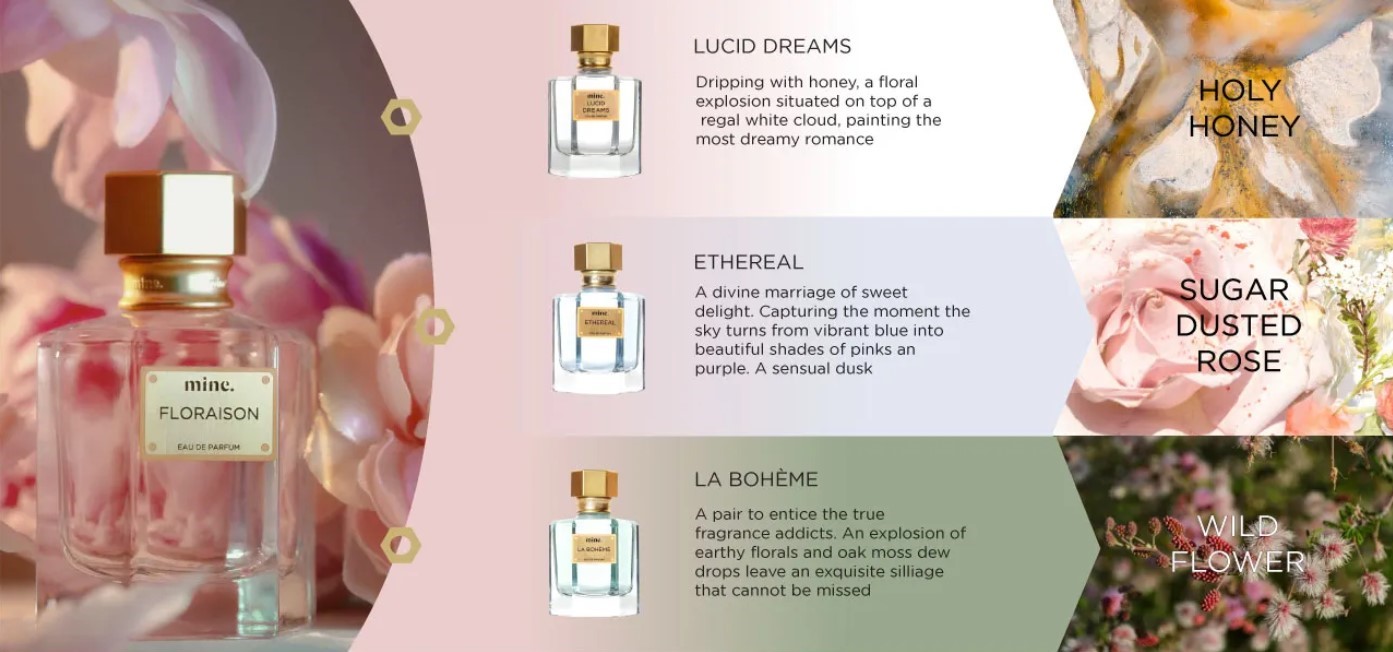 minc.
FLORAISON
EAU DE PARFUM
minc.
LUCID
DREAMS
LUCID DREAMS
Dripping with honey, a floral
explosion situated on top of a
regal white cloud, painting the
most dreamy romance
HOLY
HONEY
minc.
ETHEREAL
ETHEREAL
A divine marriage of sweet
delight. Capturing the moment the
sky turns from vibrant blue into
beautiful shades of pinks an
purple. A sensual dusk
SUGAR
DUSTED
ROSE
minc.
LA BOHÈME
LA BOHÈME
A pair to entice the true
fragrance addicts. An explosion of
earthy florals and oak moss dew
drops leave an exquisite silliage
that cannot be missed
WILD
FLOWER